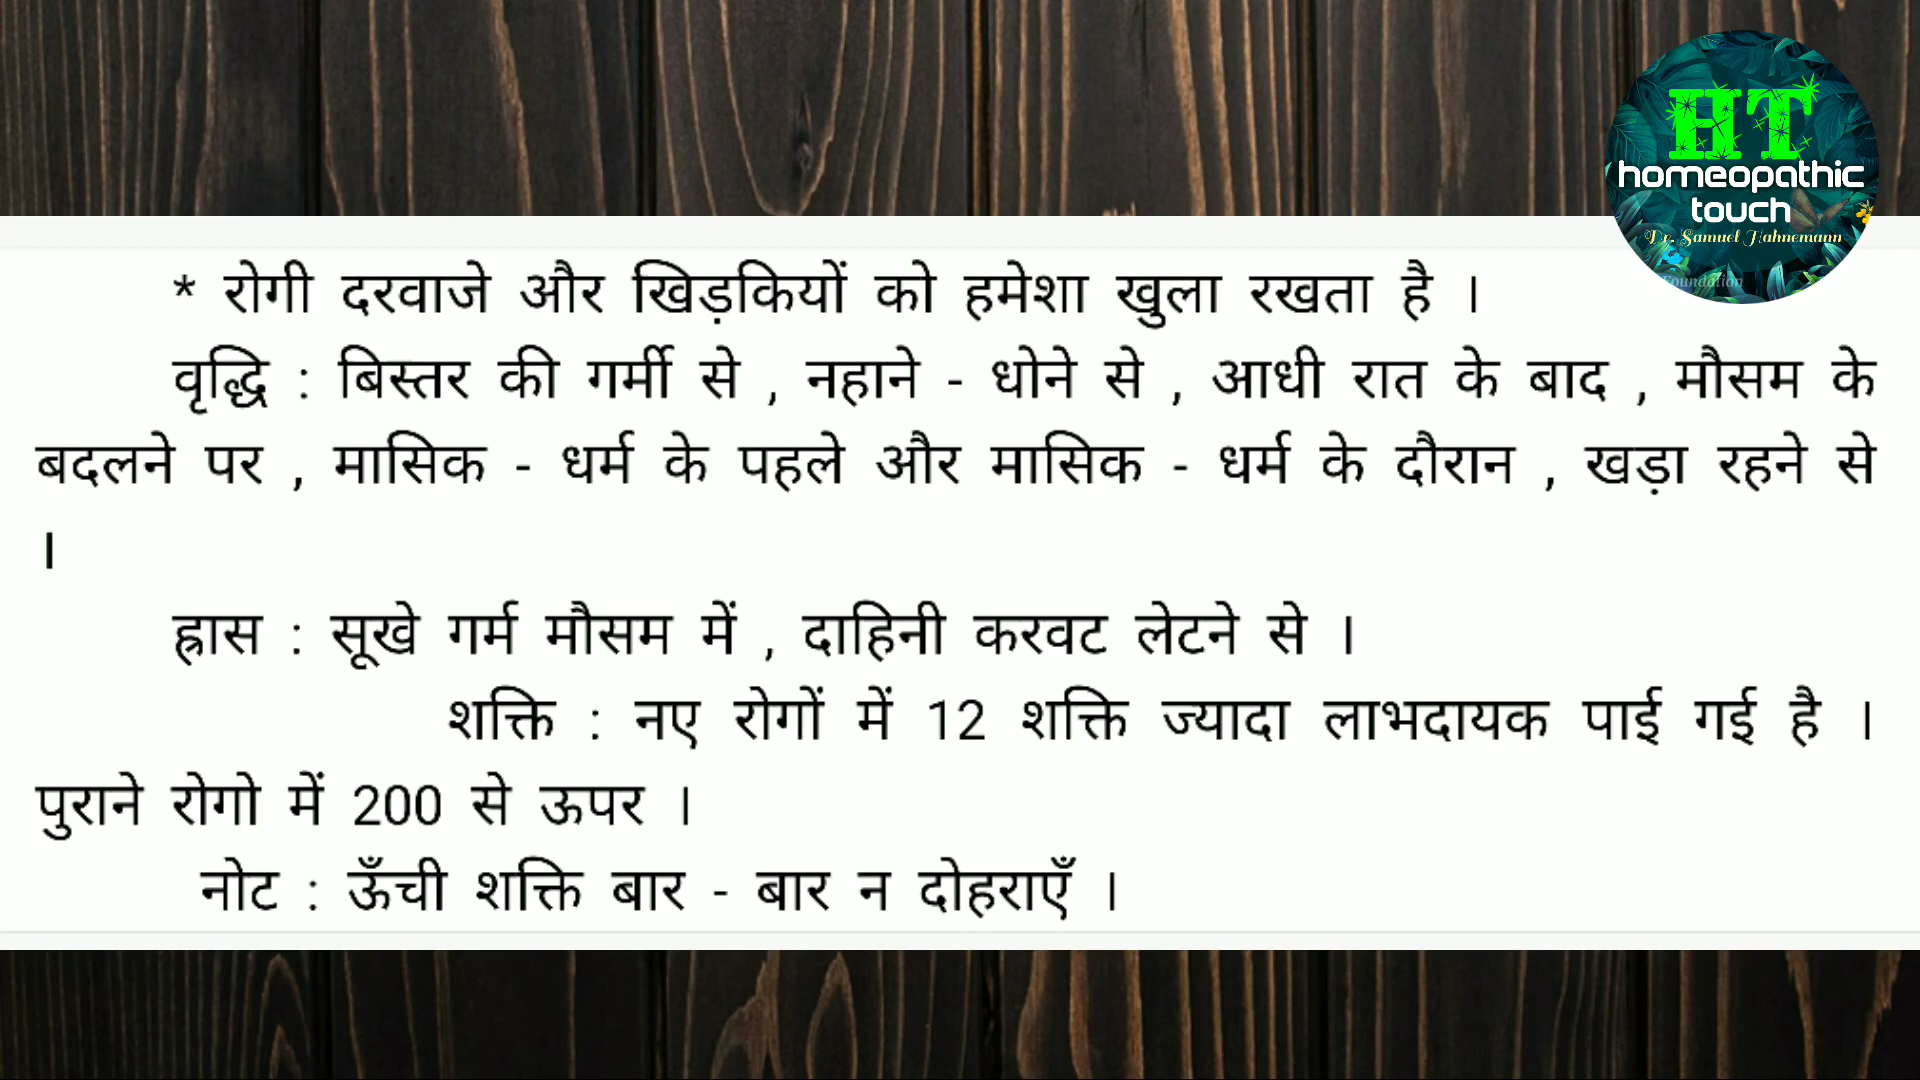 HT
homeopathic
touch
Dr. Samuel Hahnemann
foundation
* रोगी दरवाजे और खिड़कियों को हमेशा खुला रखता है ।
वृद्धि : बिस्तर की गर्मी से , नहाने - धोने से , आधी रात के बाद , मौसम के
बदलने पर , मासिक - धर्म के पहले और मासिक - धर्म के दौरान , खड़ा रहने से
।
ह्रास : सूखे गर्म मौसम में , दाहिनी करवट लेटने से ।
शक्ति : नए रोगों में 12 शक्ति ज्यादा लाभदायक पाई गई है ।
पुराने रोगो में 200 से ऊपर ।
नोट : ऊँची शक्ति बार - बार न दोहराएँ ।